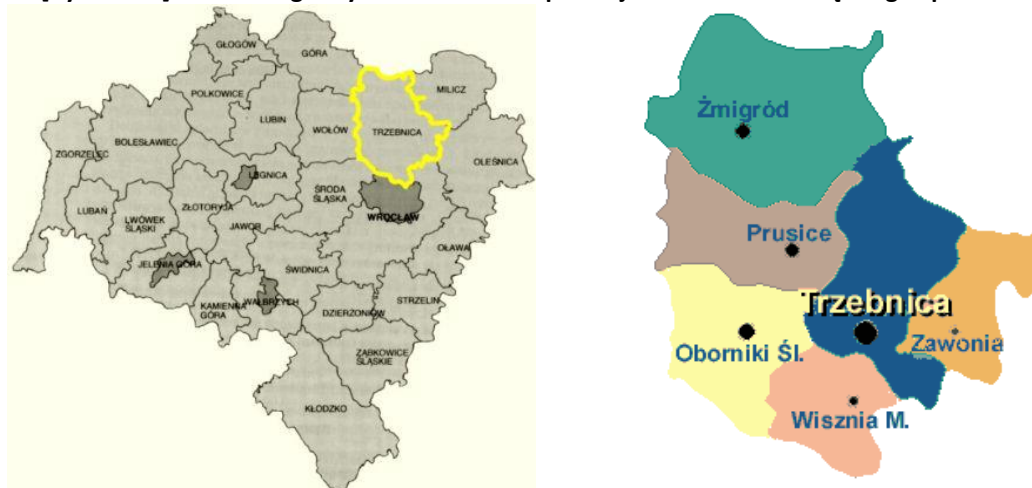 GŁOGÓW
GÓRA
POLKOWICE
MILICZ
LUBIN
WOŁÓW
TRZEBNICA
BOLESŁAWIEC
ZGORZELEC
OLEŚNICA
LEGNICA
ŚRODA
ŚLĄSKA
ZŁOTORYJA
LUBAŃ
LWÓWEK
ŚLĄSKI
WROCŁAW
JAWOR
OŁAWA
JELENIA GÓRA
ŚWIDNICA
KAMIENNA
GÓRA
WAŁBRZYCH
STRZELIN
DZIERŻONIÓW
ZĄBKOWICE
ŚLĄSKIE
KŁODZKO
Żmigród
Prusice
Trzebnica
Oborniki Śl.
Zawonia
Wisznia M.